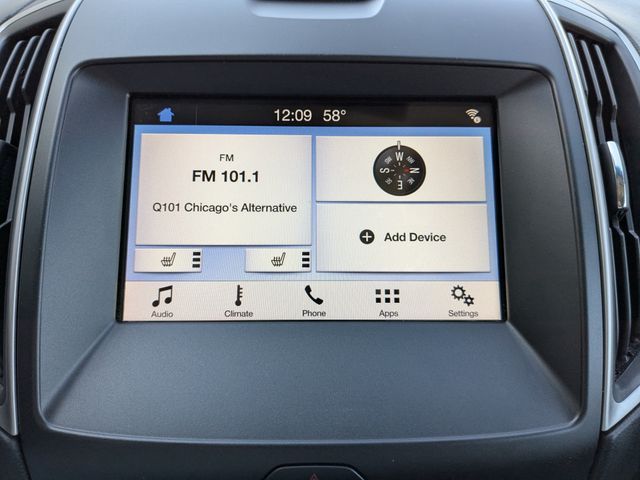 12:09 58°
FM
FM 101.1
Q101 Chicago's Alternative
W
S N
E
Add Device
Audio Climate Phone Apps Settings